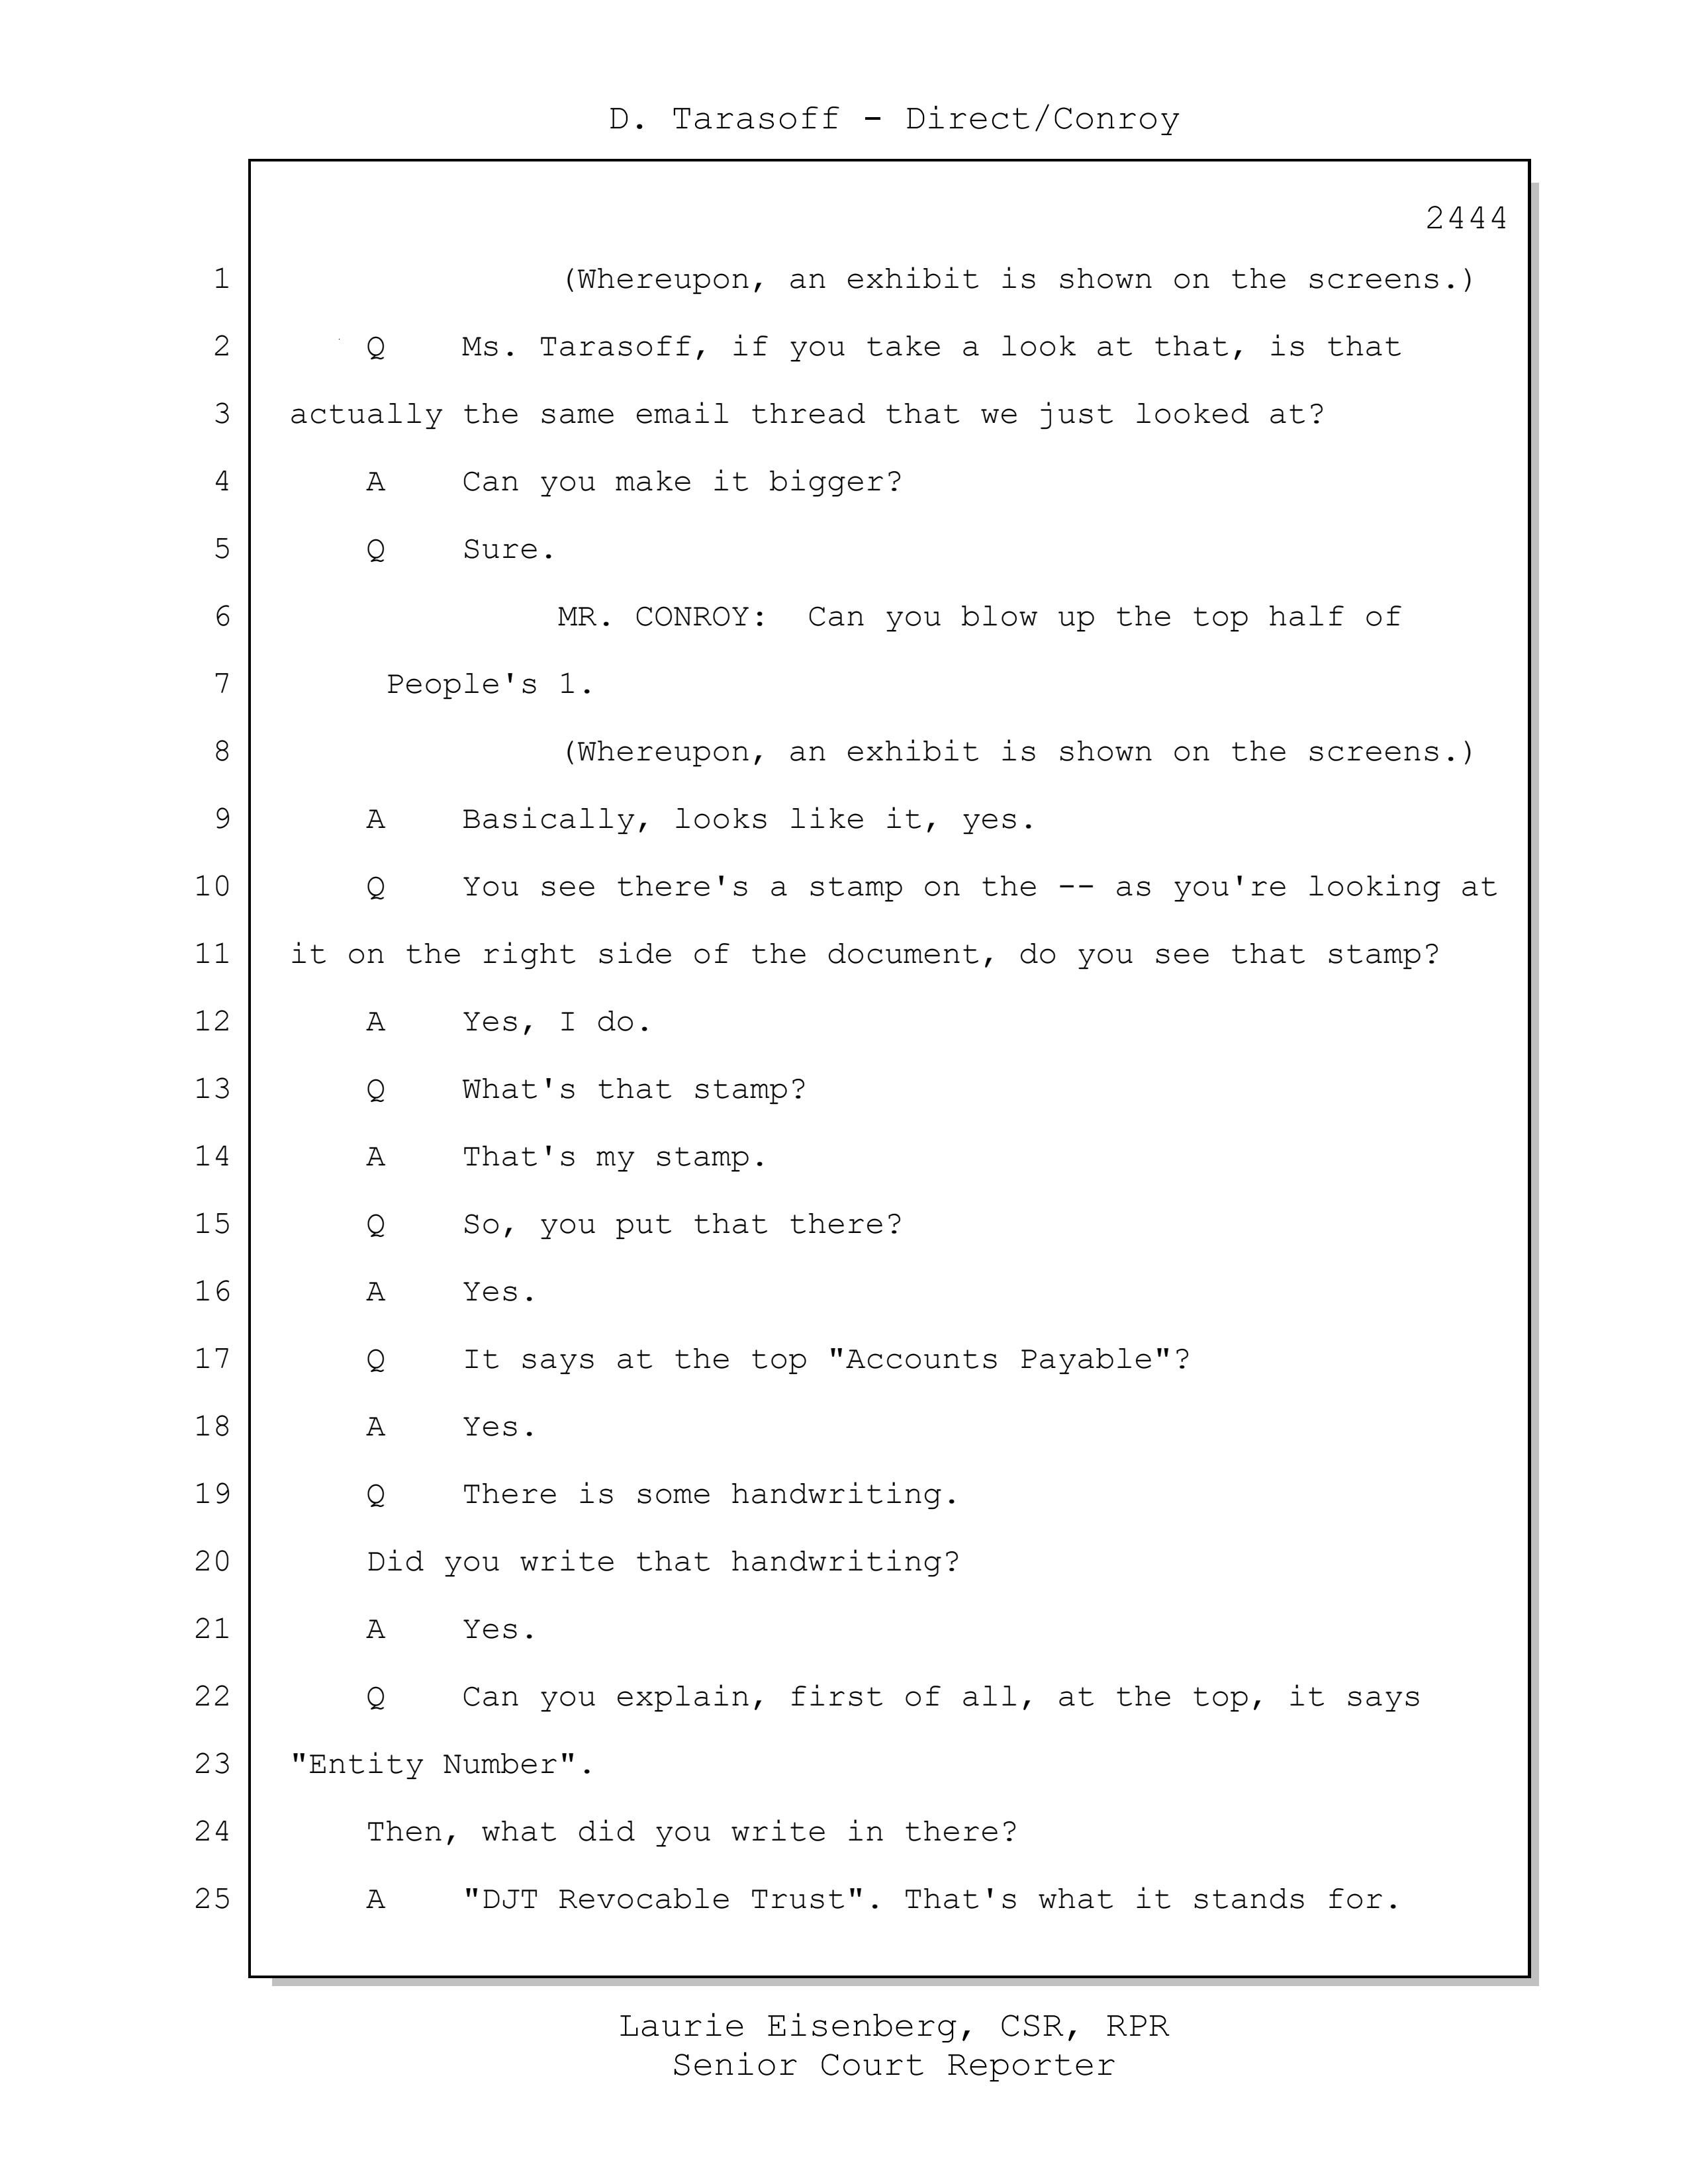 D. Tarasoff - Direct/Conroy
2444
1 (Whereupon, an exhibit is shown on the screens.)
2 Q Ms. Tarasoff, if you take a look at that, is that
3 actually the same email thread that we just looked at?
4 A Can you make it bigger?
5 Q Sure.
6 MR. CONROY: Can you blow up the top half of
7 People's 1.
8 (Whereupon, an exhibit is shown on the screens.)
9 A Basically, looks like it, yes.
10 Q You see there's a stamp on the -- as you're looking at
11 it on the right side of the document, do you see that stamp?
12 A Yes, I do.
13 Q What's that stamp?
14 A That's my stamp.
15 Q So, you put that there?
16 A Yes.
17 Q It says at the top "Accounts Payable"?
18 A Yes.
19 Q There is some handwriting.
20 Did you write that handwriting?
21 A Yes.
22 Q Can you explain, first of all, at the top, it says
23 "Entity Number".
24 Then, what did you write in there?
25 A "DJT Revocable Trust". That's what it stands for.
Laurie Eisenberg, CSR, RPR
Senior Court Reporter